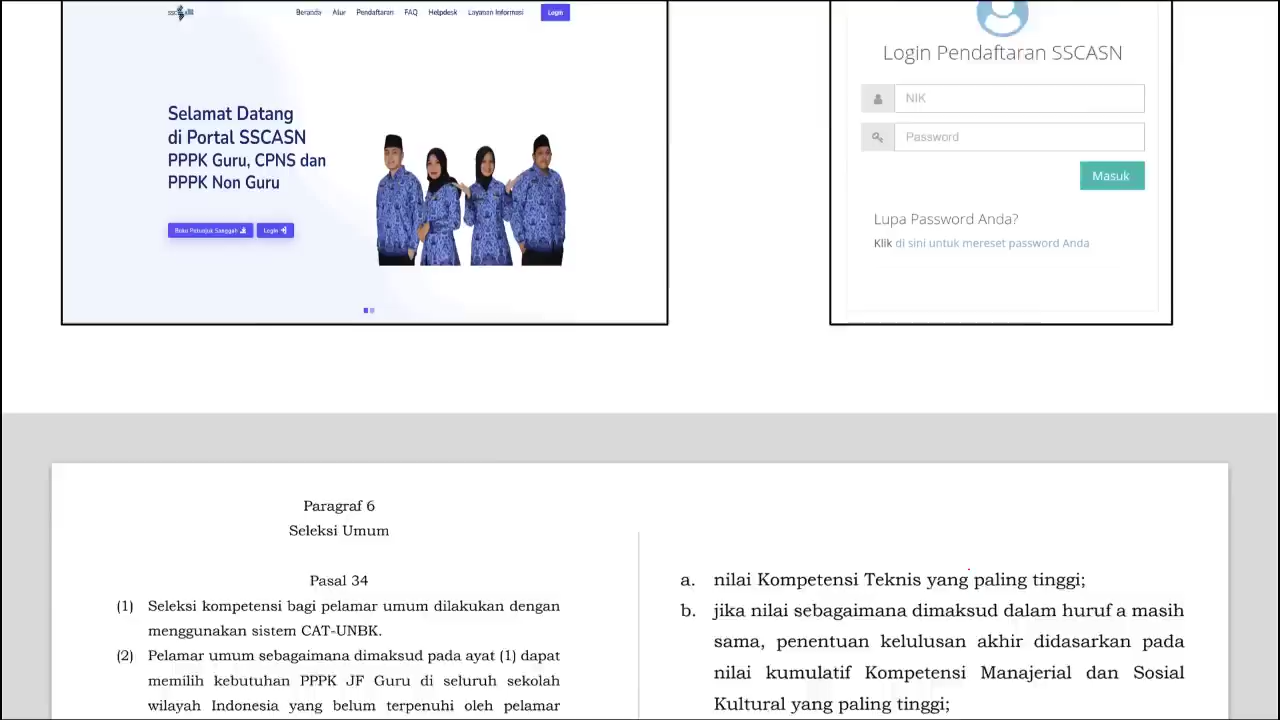 Beranda Alur Pendaftaran FAQ Helpdesk Layanan Informasi Login
Selamat Datang
di Portal SSCASN
PPPK Guru, CPNS dan
PPPK Non Guru
Buku Petunjuk Sanggah Login
Login Pendaftaran SSCASN
NIK
Password
Masuk
Lupa Password Anda?
Klik di sini untuk mereset password Anda
Paragraf 6
Seleksi Umum
Pasal 34
(1) Seleksi kompetensi bagi pelamar umum dilakukan dengan
menggunakan sistem CAT-UNBK.
(2) Pelamar umum sebagaimana dimaksud pada ayat (1) dapat
memilih kebutuhan PPPK JF Guru di seluruh sekolah
wilayah Indonesia yang belum terpenuhi oleh pelamar
a. nilai Kompetensi Teknis yang paling tinggi;
b. jika nilai sebagaimana dimaksud dalam huruf a masih
sama, penentuan kelulusan akhir didasarkan pada
nilai kumulatif Kompetensi Manajerial dan Sosial
Kultural yang paling tinggi;